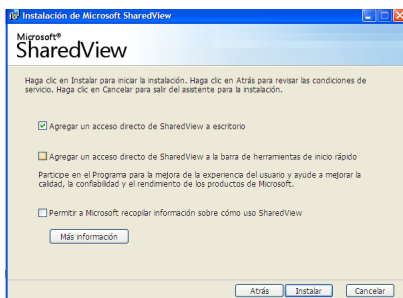 Instalación de Microsoft SharedView
Microsoft®
SharedView
Haga clic en Instalar para iniciar la instalación. Haga clic en Atrás para revisar las condiciones de
servicio. Haga clic en Cancelar para salir del asistente para la instalación.
Agregar un acceso directo de SharedView a escritorio
Agregar un acceso directo de SharedView a la barra de herramientas de inicio rápido
Participe en el Programa para la mejora de la experiencia del usuario y ayude a mejorar la
calidad, la confiabilidad y el rendimiento de los productos de Microsoft.
Permitir a Microsoft recopilar información sobre cómo uso SharedView
Más información
Atrás Instalar Cancelar